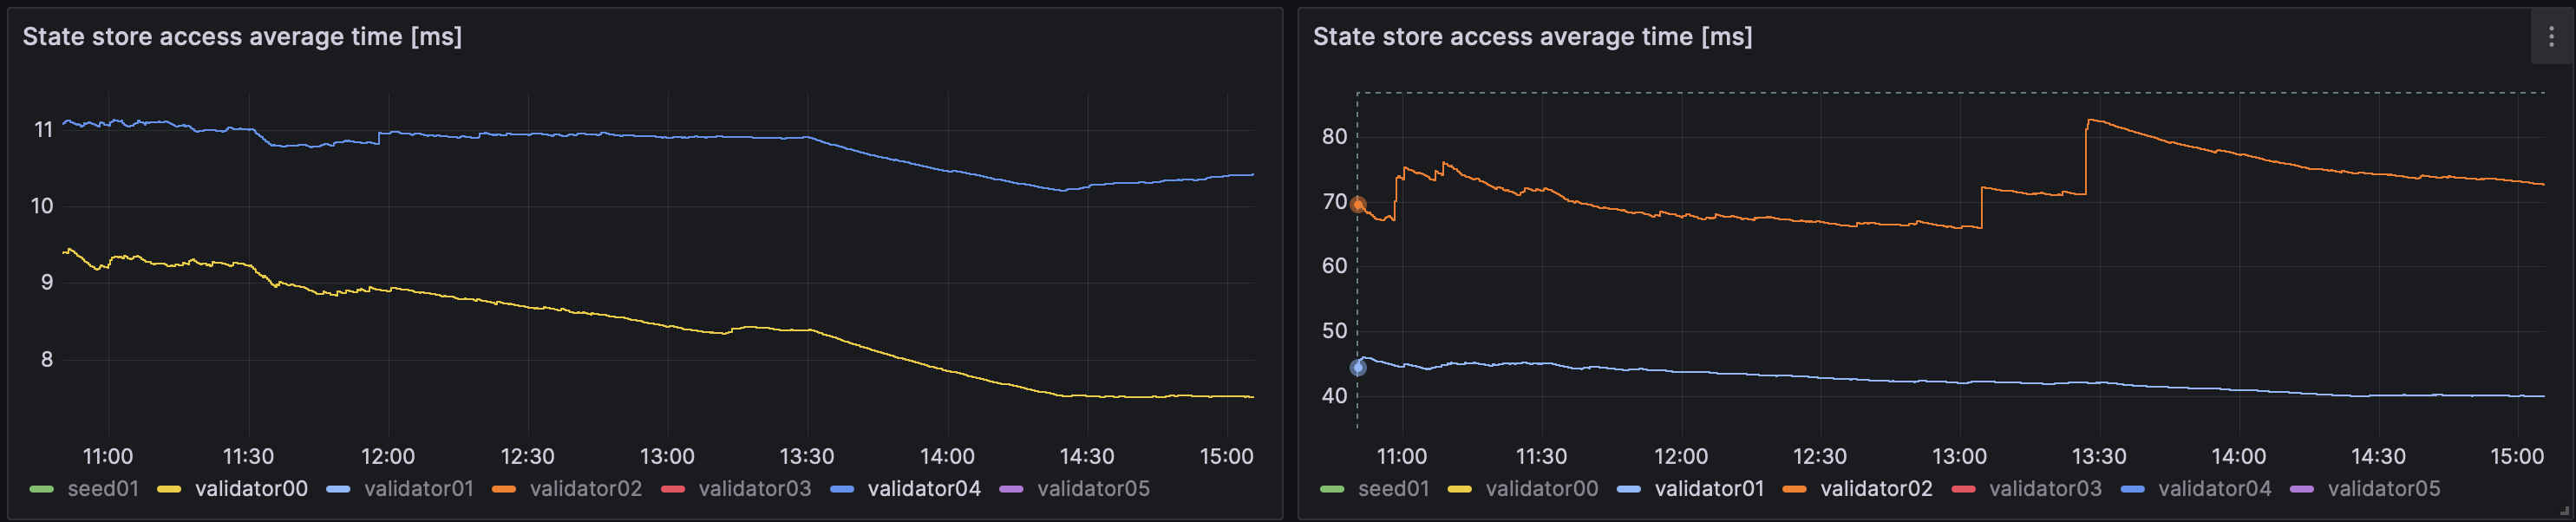 State store access average time [ms]
11
10
9
8
11:00 11:30 12:00 12:30 13:00 13:30 14:00 14:30 15:00
seed01 validator00 validator01 validator02 validator03 validator04 validator05
State store access average time [ms]
80
70
60
50
40
11:00 11:30 12:00 12:30 13:00 13:30 14:00 14:30 15:00
seed01 validator00 validator01 validator02 validator03 validator04 validator05